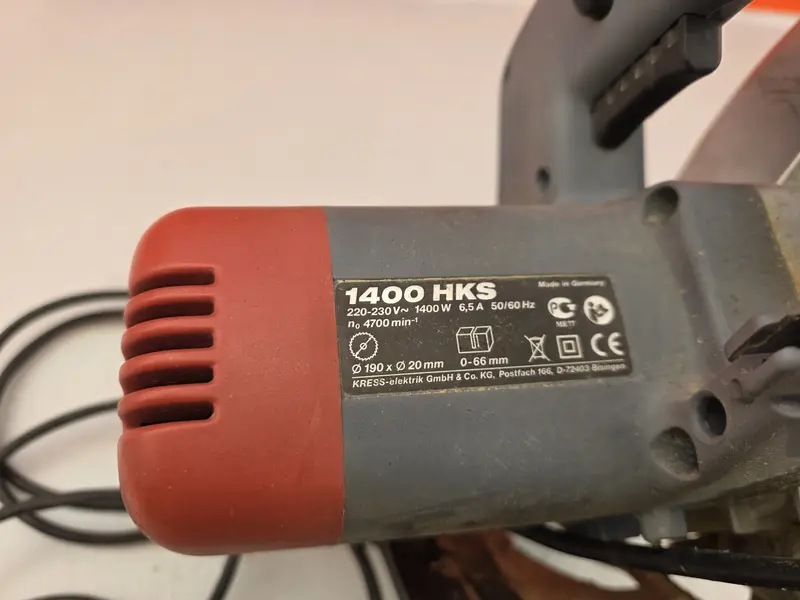 Made in Germany
1400 HKS
220-230 V~ 1400 W 6,5 A 50/60 Hz
n₀ 4700 min⁻¹
ME77
Ø 190 x Ø 20 mm 0-66 mm
CE
KRESS-elektrik GmbH & Co. KG, Postfach 166, D-72403 Bisingen